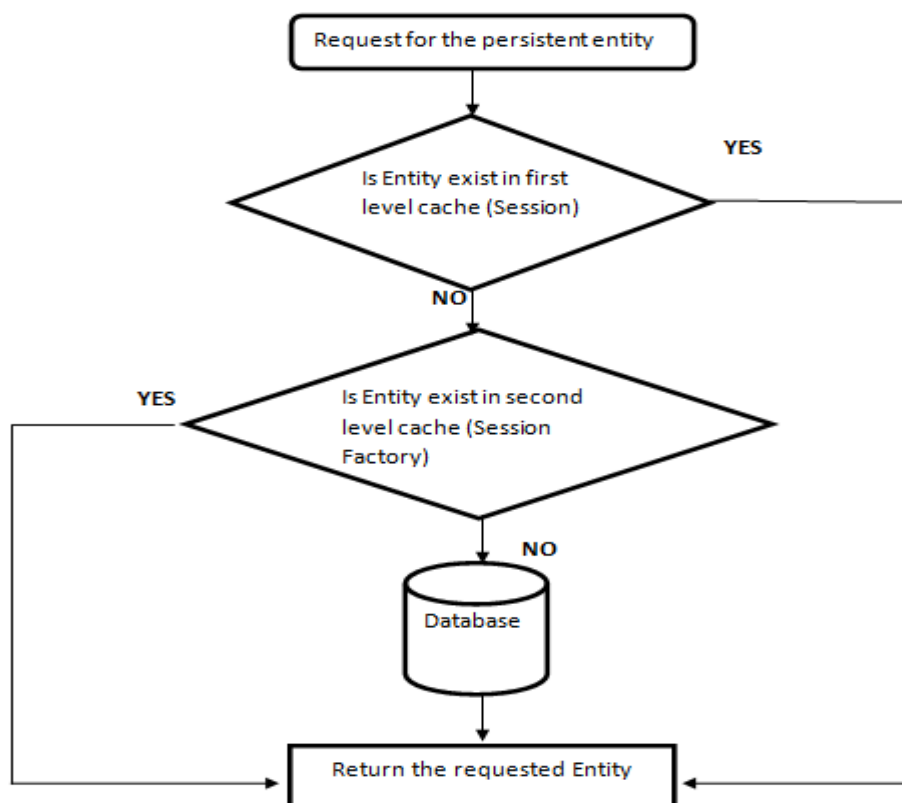 Request for the persistent entity
YES
Is Entity exist in first
level cache (Session)
NO
YES
Is Entity exist in second
level cache (Session
Factory)
NO
Database
Return the requested Entity